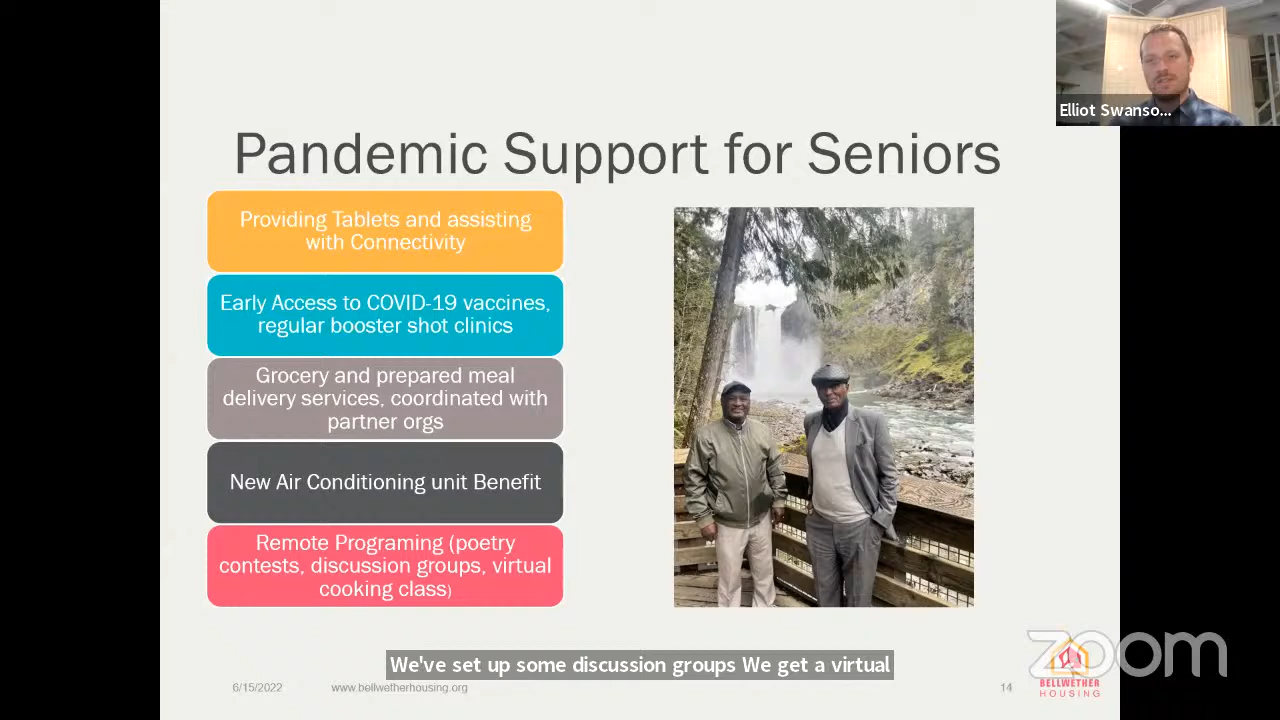 Elliot Swanso...
Pandemic Support for Seniors
Providing Tablets and assisting
with Connectivity
Early Access to COVID-19 vaccines,
regular booster shot clinics
Grocery and prepared meal
delivery services, coordinated with
partner orgs
New Air Conditioning unit Benefit
Remote Programing (poetry
contests, discussion groups, virtual
cooking class)
We've set up some discussion groups We get a virtual
6/15/2022
www.bellwetherhousing.org
14
zoom
BELLWETHER
HOUSING